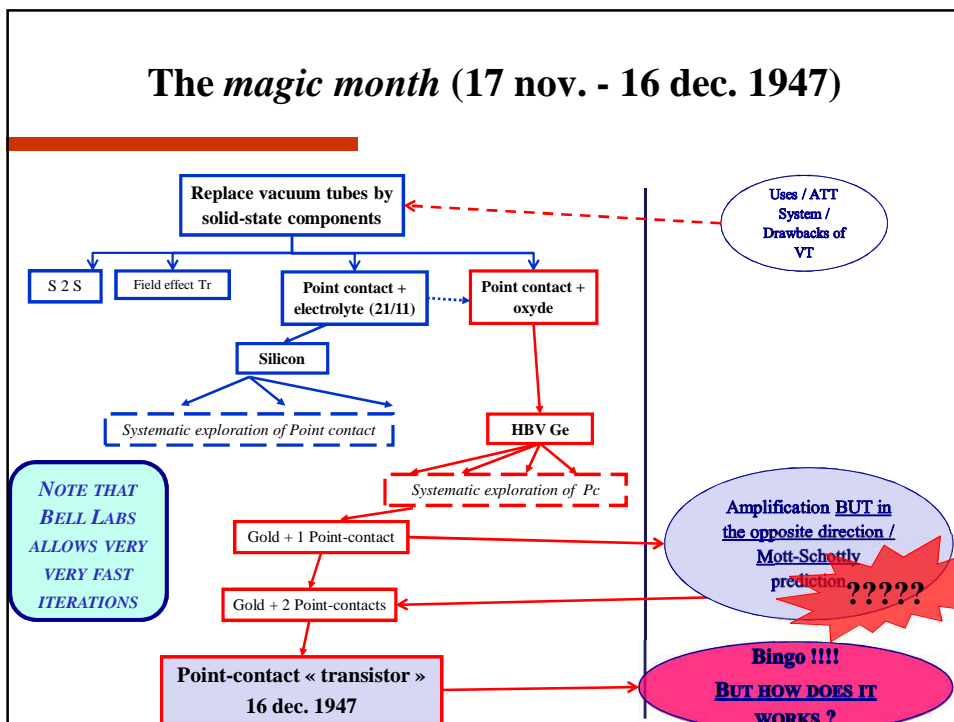 The magic month (17 nov. - 16 dec. 1947)
Replace vacuum tubes by
solid-state components
Uses / ATT
System /
Drawbacks of
VT
S 2 S
Field effect Tr
Point contact +
electrolyte (21/11)
Point contact +
oxyde
Silicon
Systematic exploration of Point contact
HBV Ge
Systematic exploration of Pc
NOTE THAT
BELL LABS
ALLOWS VERY
VERY FAST
ITERATIONS
Gold + 1 Point-contact
Amplification BUT in
the opposite direction /
Mott-Schottly
prediction
?????
Gold + 2 Point-contacts
Point-contact « transistor »
16 dec. 1947
Bingo !!!!
BUT HOW DOES IT
WORKS ?